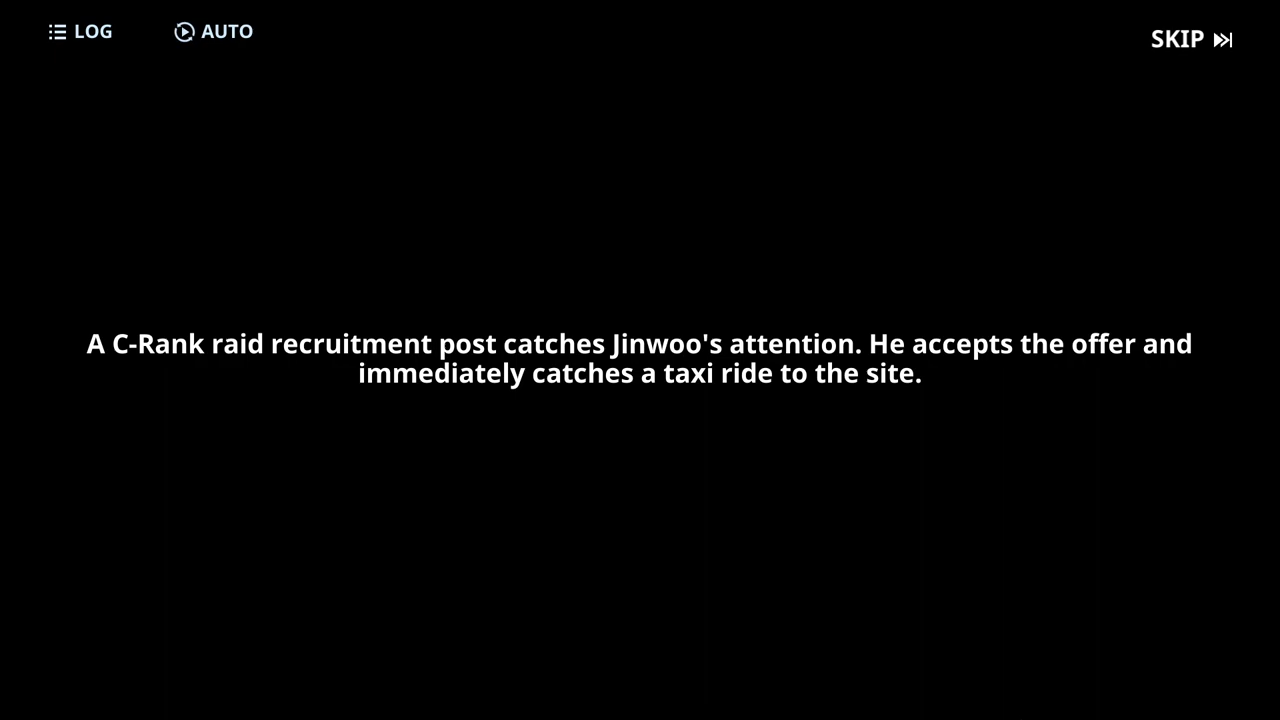 LOG
AUTO
SKIP
A C-Rank raid recruitment post catches Jinwoo's attention. He accepts the offer and
immediately catches a taxi ride to the site.